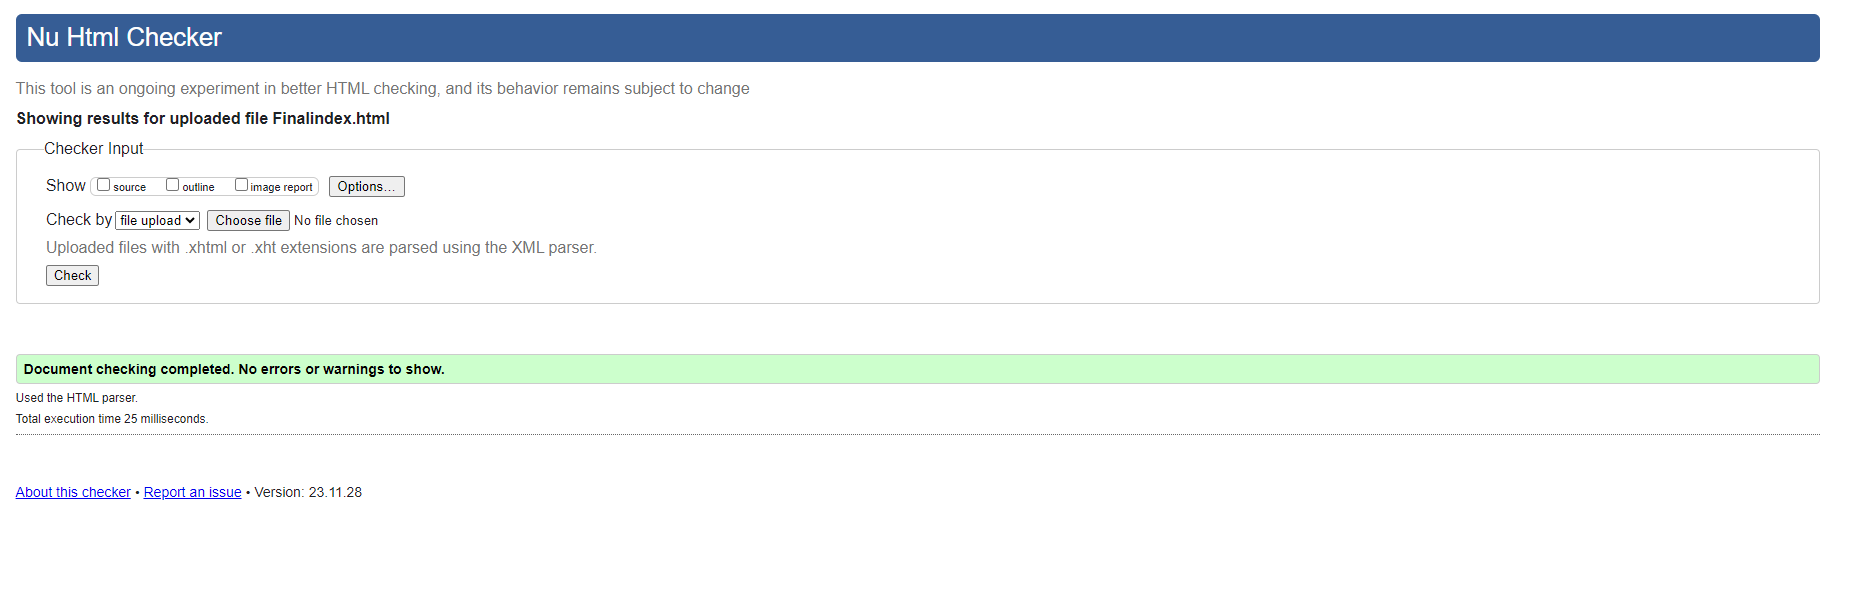 Nu Html Checker
This tool is an ongoing experiment in better HTML checking, and its behavior remains subject to change
Showing results for uploaded file Finalindex.html
Checker Input
Show source outline image report Options...
Check by file upload Choose file No file chosen
Uploaded files with .xhtml or .xht extensions are parsed using the XML parser.
Check
Document checking completed. No errors or warnings to show.
Used the HTML parser.
Total execution time 25 milliseconds.
About this checker • Report an issue • Version: 23.11.28